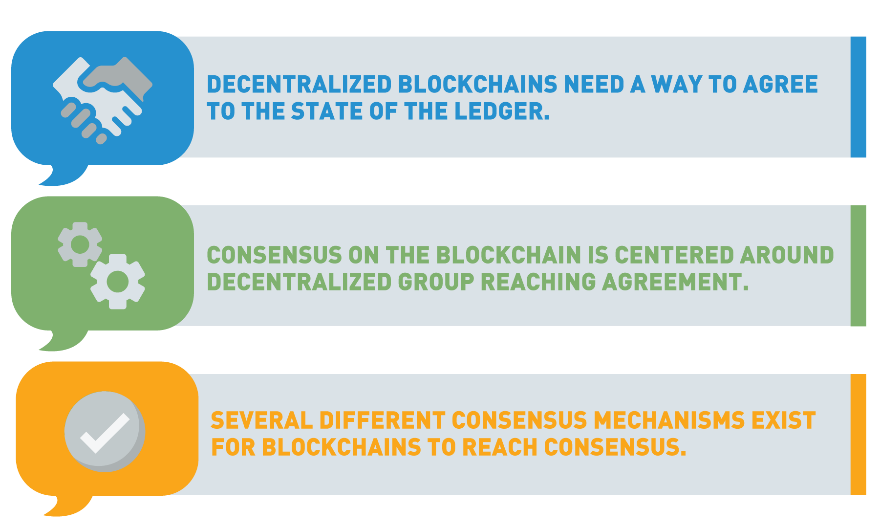 DECENTRALIZED BLOCKCHAINS NEED A WAY TO AGREE
TO THE STATE OF THE LEDGER.
CONSENSUS ON THE BLOCKCHAIN IS CENTERED AROUND
DECENTRALIZED GROUP REACHING AGREEMENT.
SEVERAL DIFFERENT CONSENSUS MECHANISMS EXIST
FOR BLOCKCHAINS TO REACH CONSENSUS.